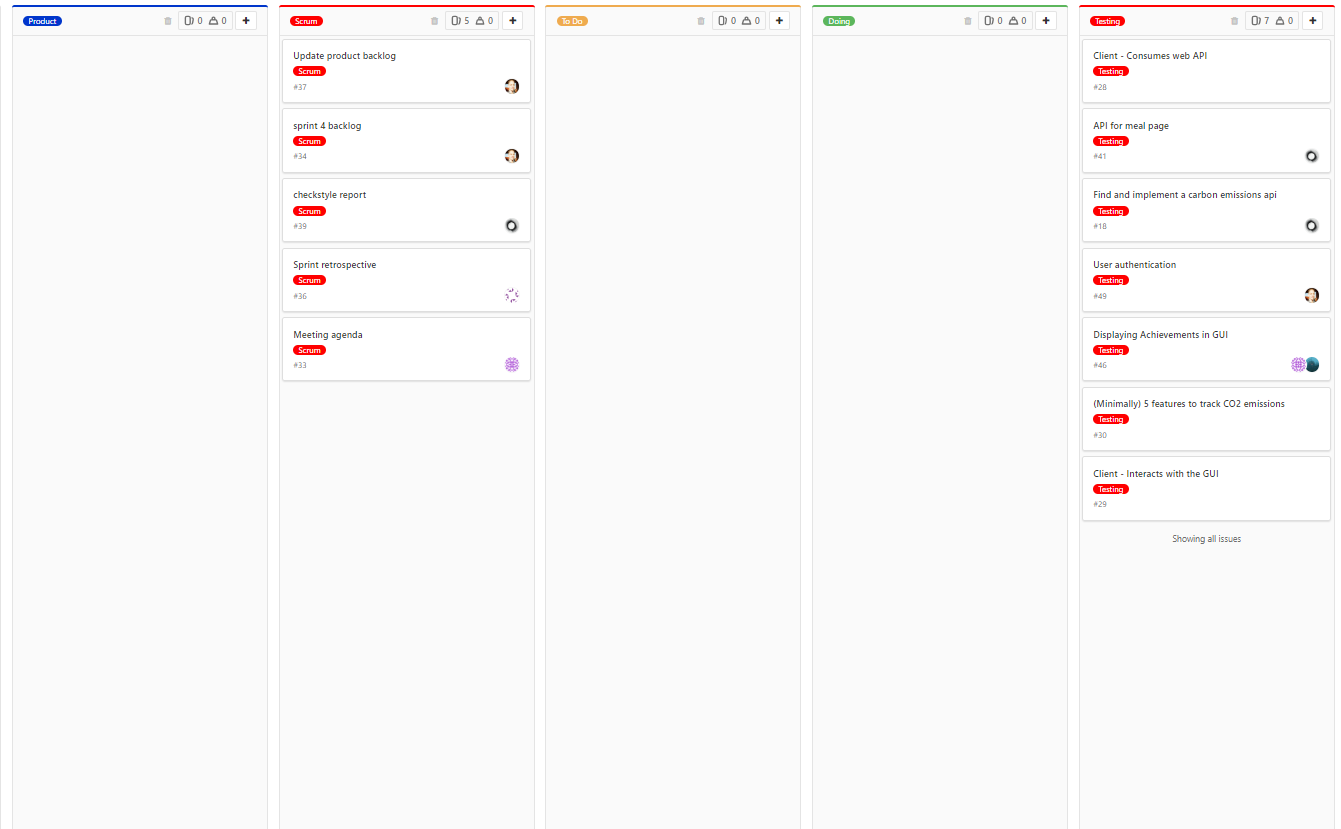 Product 0 0 +
Scrum 5 0 +
Update product backlog
Scrum
#37
sprint 4 backlog
Scrum
#34
checkstyle report
Scrum
#39
Sprint retrospective
Scrum
#36
Meeting agenda
Scrum
#33
To Do 0 0 +
Doing 0 0 +
Testing 7 0 +
Client - Consumes web API
Testing
#28
API for meal page
Testing
#41
Find and implement a carbon emissions api
Testing
#18
User authentication
Testing
#49
Displaying Achievements in GUI
Testing
#46
(Minimally) 5 features to track CO2 emissions
Testing
#30
Client - Interacts with the GUI
Testing
#29
Showing all issues